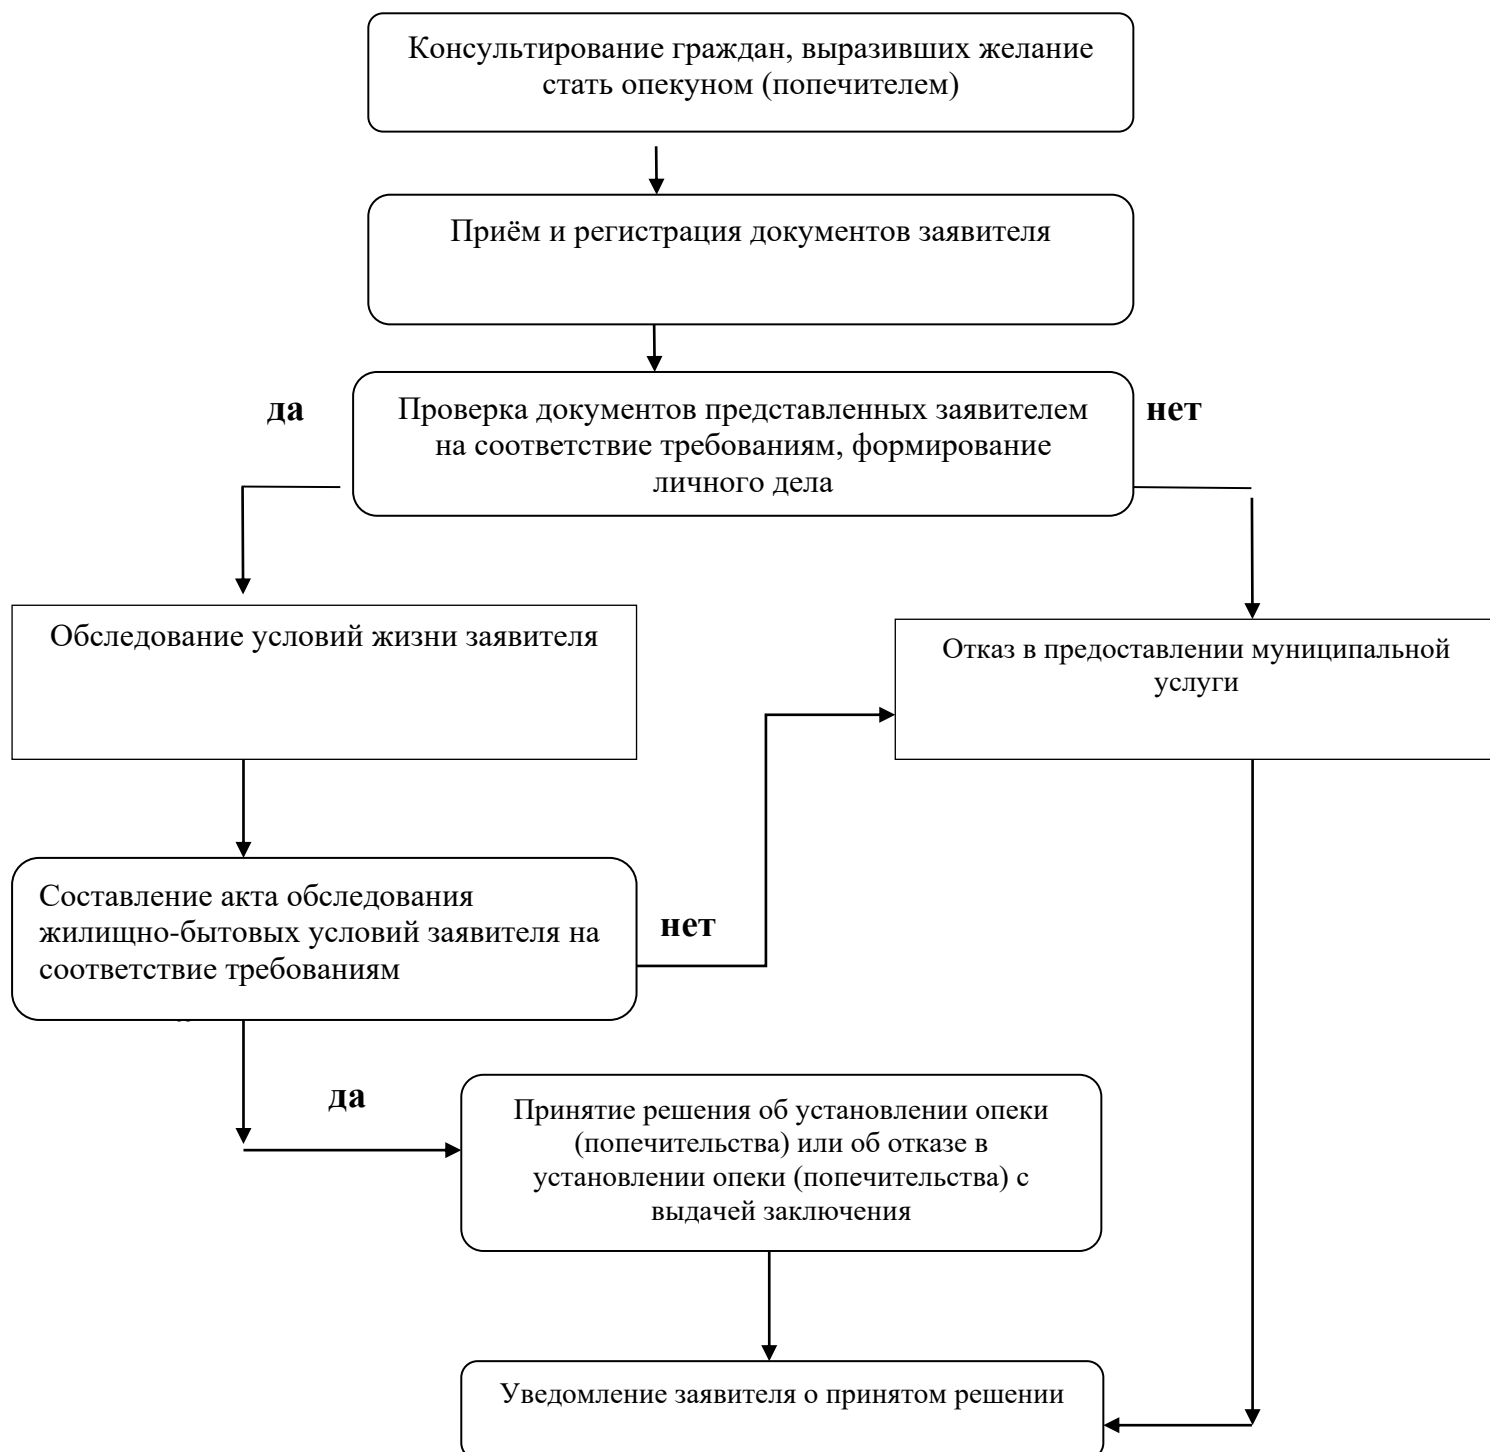 Консультирование граждан, выразивших желание
стать опекуном (попечителем)
Приём и регистрация документов заявителя
да
Проверка документов представленных заявителем
на соответствие требованиям, формирование
личного дела
нет
Обследование условий жизни заявителя
Отказ в предоставлении муниципальной
услуги
Составление акта обследования
жилищно-бытовых условий заявителя на
соответствие требованиям
нет
да
Принятие решения об установлении опеки
(попечительства) или об отказе в
установлении опеки (попечительства) с
выдачей заключения
Уведомление заявителя о принятом решении